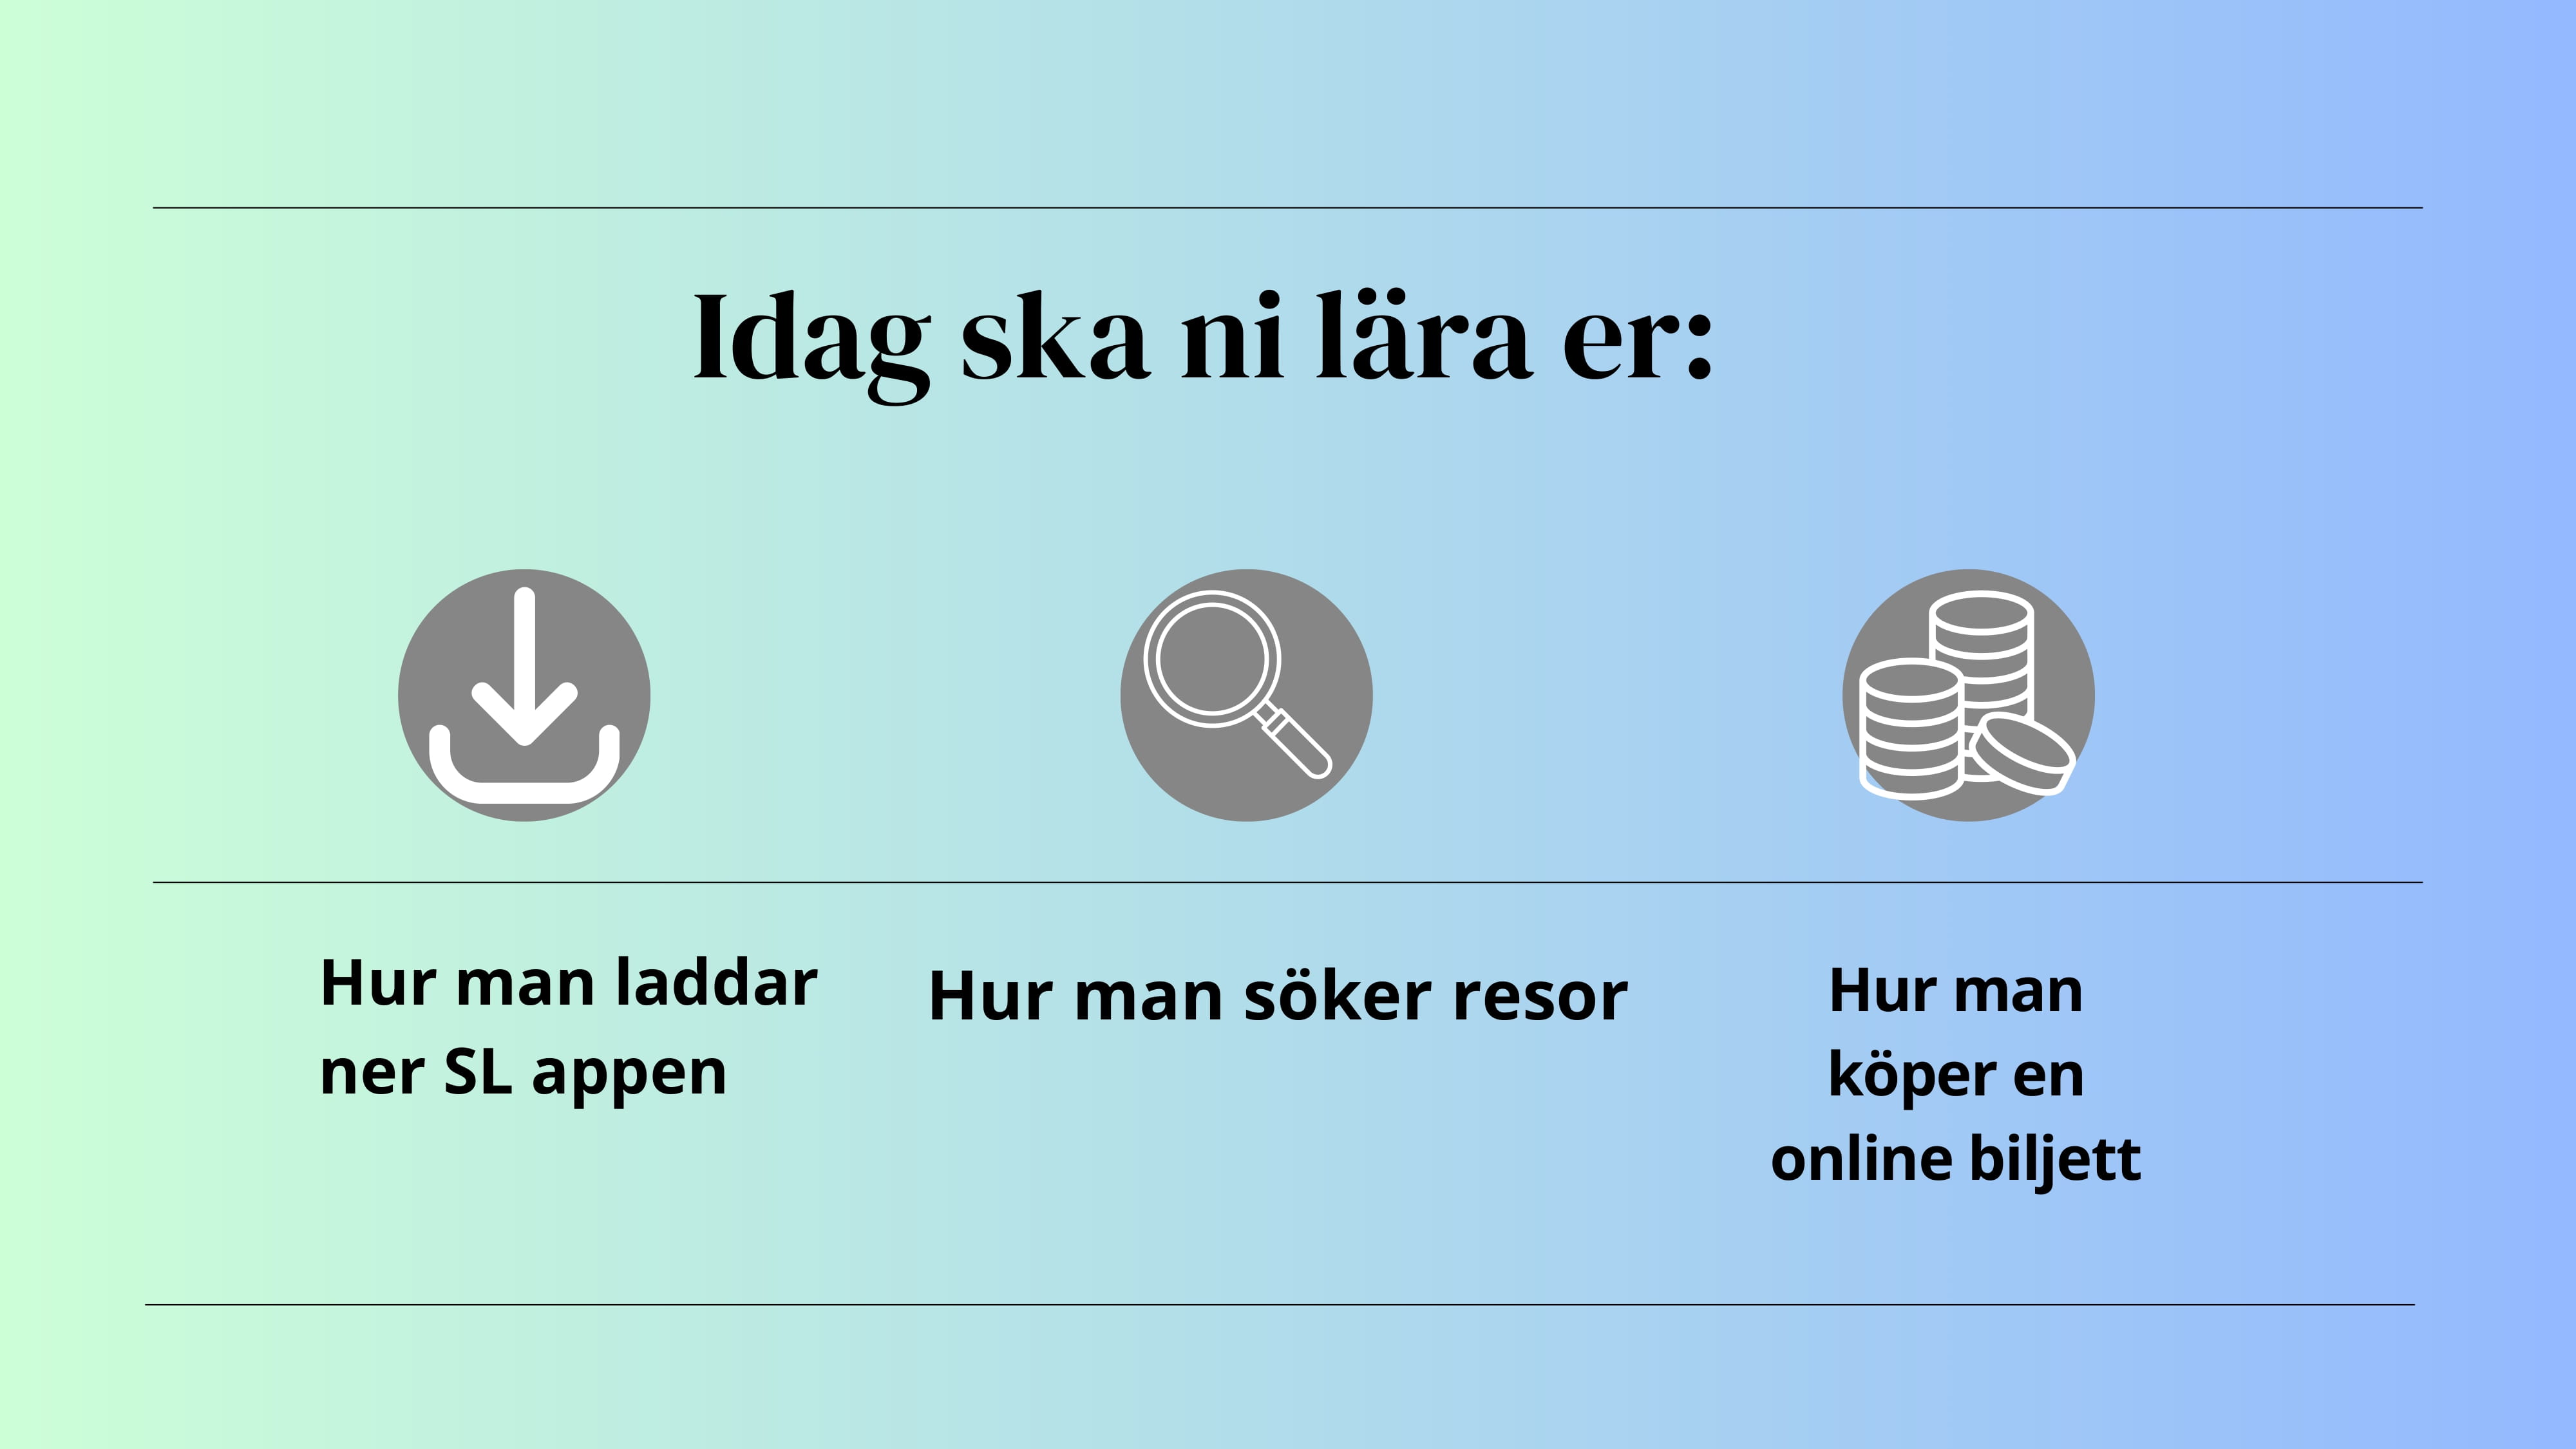 Idag ska ni lära er:
Hur man laddar
ner SL appen
Hur man söker resor
Hur man
köper en
online biljett